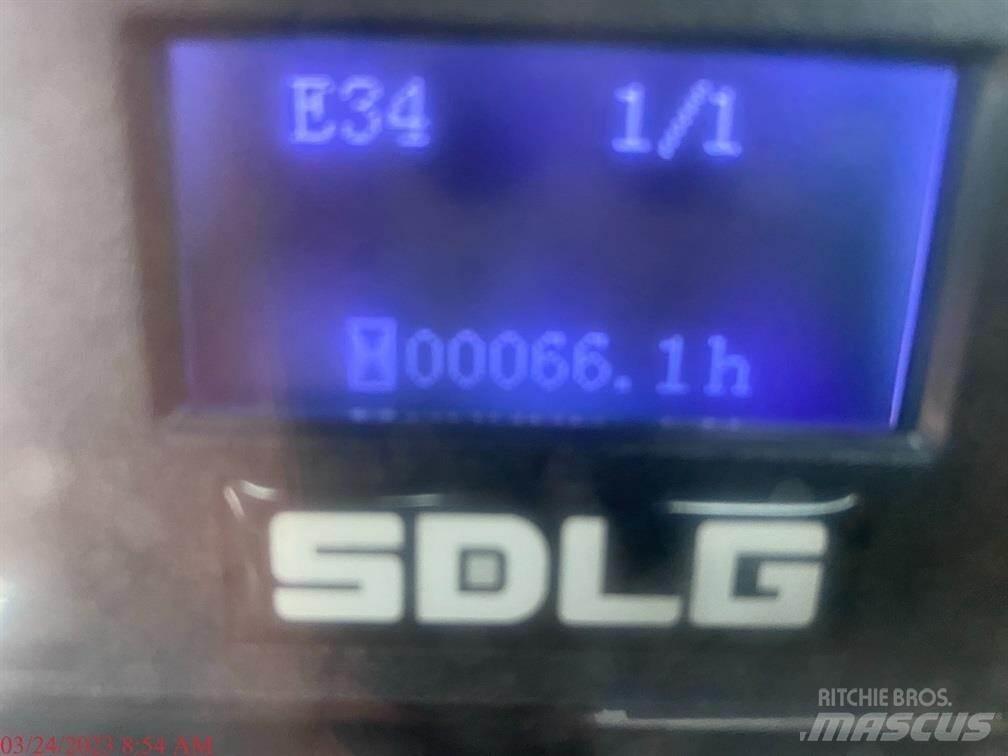 E34 1/1
00066.1h
SDLG
RITCHIE BROS.
MASCUS
03/24/2023 8:54 AM